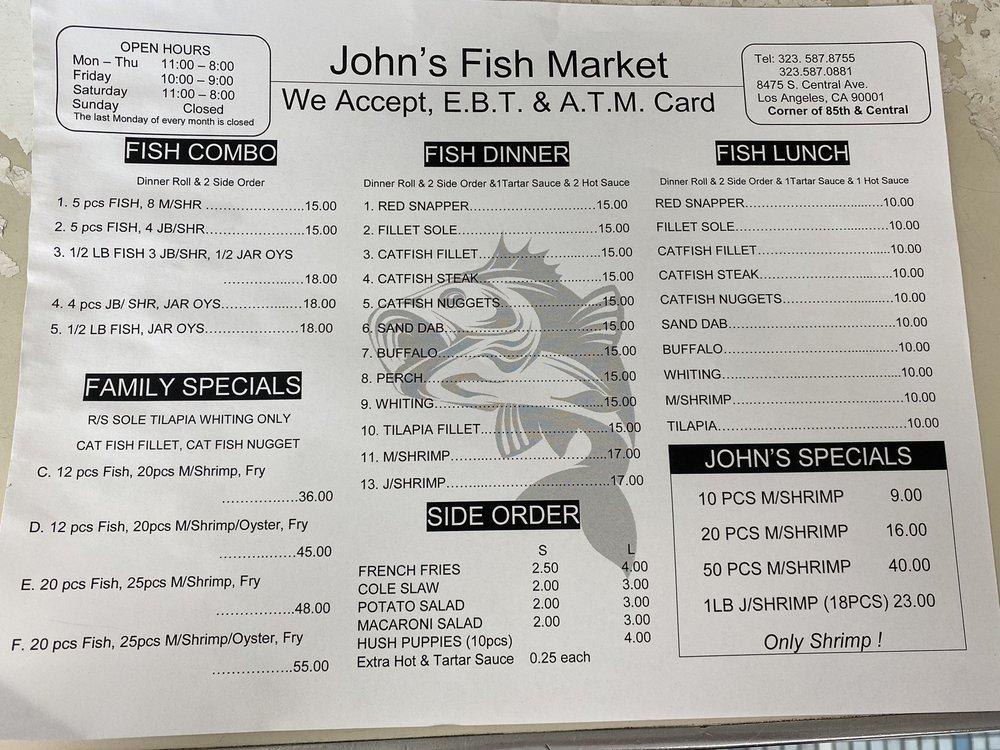 OPEN HOURS
Mon – Thu 11:00 – 8:00
Friday 10:00 – 9:00
Saturday 11:00 – 8:00
Sunday Closed
The last Monday of every month is closed
John's Fish Market
We Accept, E.B.T. & A.T.M. Card
Tel: 323. 587.8755
323.587.0881
8475 S. Central Ave.
Los Angeles, CA 90001
Corner of 85th & Central
FISH COMBO
Dinner Roll & 2 Side Order
1. 5 pcs FISH, 8 M/SHR ........................15.00
2. 5 pcs FISH, 4 JB/SHR........................15.00
3. 1/2 LB FISH 3 JB/SHR, 1/2 JAR OYS
....................18.00
4. 4 pcs JB/ SHR, JAR OYS....................18.00
5. 1/2 LB FISH, JAR OYS.......................18.00
FAMILY SPECIALS
R/S SOLE TILAPIA WHITING ONLY
CAT FISH FILLET, CAT FISH NUGGET
C. 12 pcs Fish, 20pcs M/Shrimp, Fry
...................36.00
D. 12 pcs Fish, 20pcs M/Shrimp/Oyster, Fry
...................45.00
E. 20 pcs Fish, 25pcs M/Shrimp, Fry
...................48.00
F. 20 pcs Fish, 25pcs M/Shrimp/Oyster, Fry
...................55.00
FISH DINNER
Dinner Roll & 2 Side Order &1Tartar Sauce & 2 Hot Sauce
1. RED SNAPPER...............................15.00
2. FILLET SOLE..................................15.00
3. CATFISH FILLET..............................15.00
4. CATFISH STEAK..............................15.00
5. CATFISH NUGGETS.........................15.00
6. SAND DAB......................................15.00
7. BUFFALO........................................15.00
8. PERCH............................................15.00
9. WHITING.........................................15.00
10. TILAPIA FILLET...............................15.00
11. M/SHRIMP......................................17.00
13. J/SHRIMP.......................................17.00
SIDE ORDER
S L
FRENCH FRIES 2.50 4.00
COLE SLAW 2.00 3.00
POTATO SALAD 2.00 3.00
MACARONI SALAD 2.00 3.00
HUSH PUPPIES (10pcs) 4.00
Extra Hot & Tartar Sauce 0.25 each
FISH LUNCH
Dinner Roll & 2 Side Order & 1Tartar Sauce & 1 Hot Sauce
RED SNAPPER..................................10.00
FILLET SOLE.....................................10.00
CATFISH FILLET................................10.00
CATFISH STEAK................................10.00
CATFISH NUGGETS...........................10.00
SAND DAB.........................................10.00
BUFFALO...........................................10.00
WHITING............................................10.00
M/SHRIMP.........................................10.00
TILAPIA..............................................10.00
JOHN'S SPECIALS
10 PCS M/SHRIMP 9.00
20 PCS M/SHRIMP 16.00
50 PCS M/SHRIMP 40.00
1LB J/SHRIMP (18PCS) 23.00
Only Shrimp !